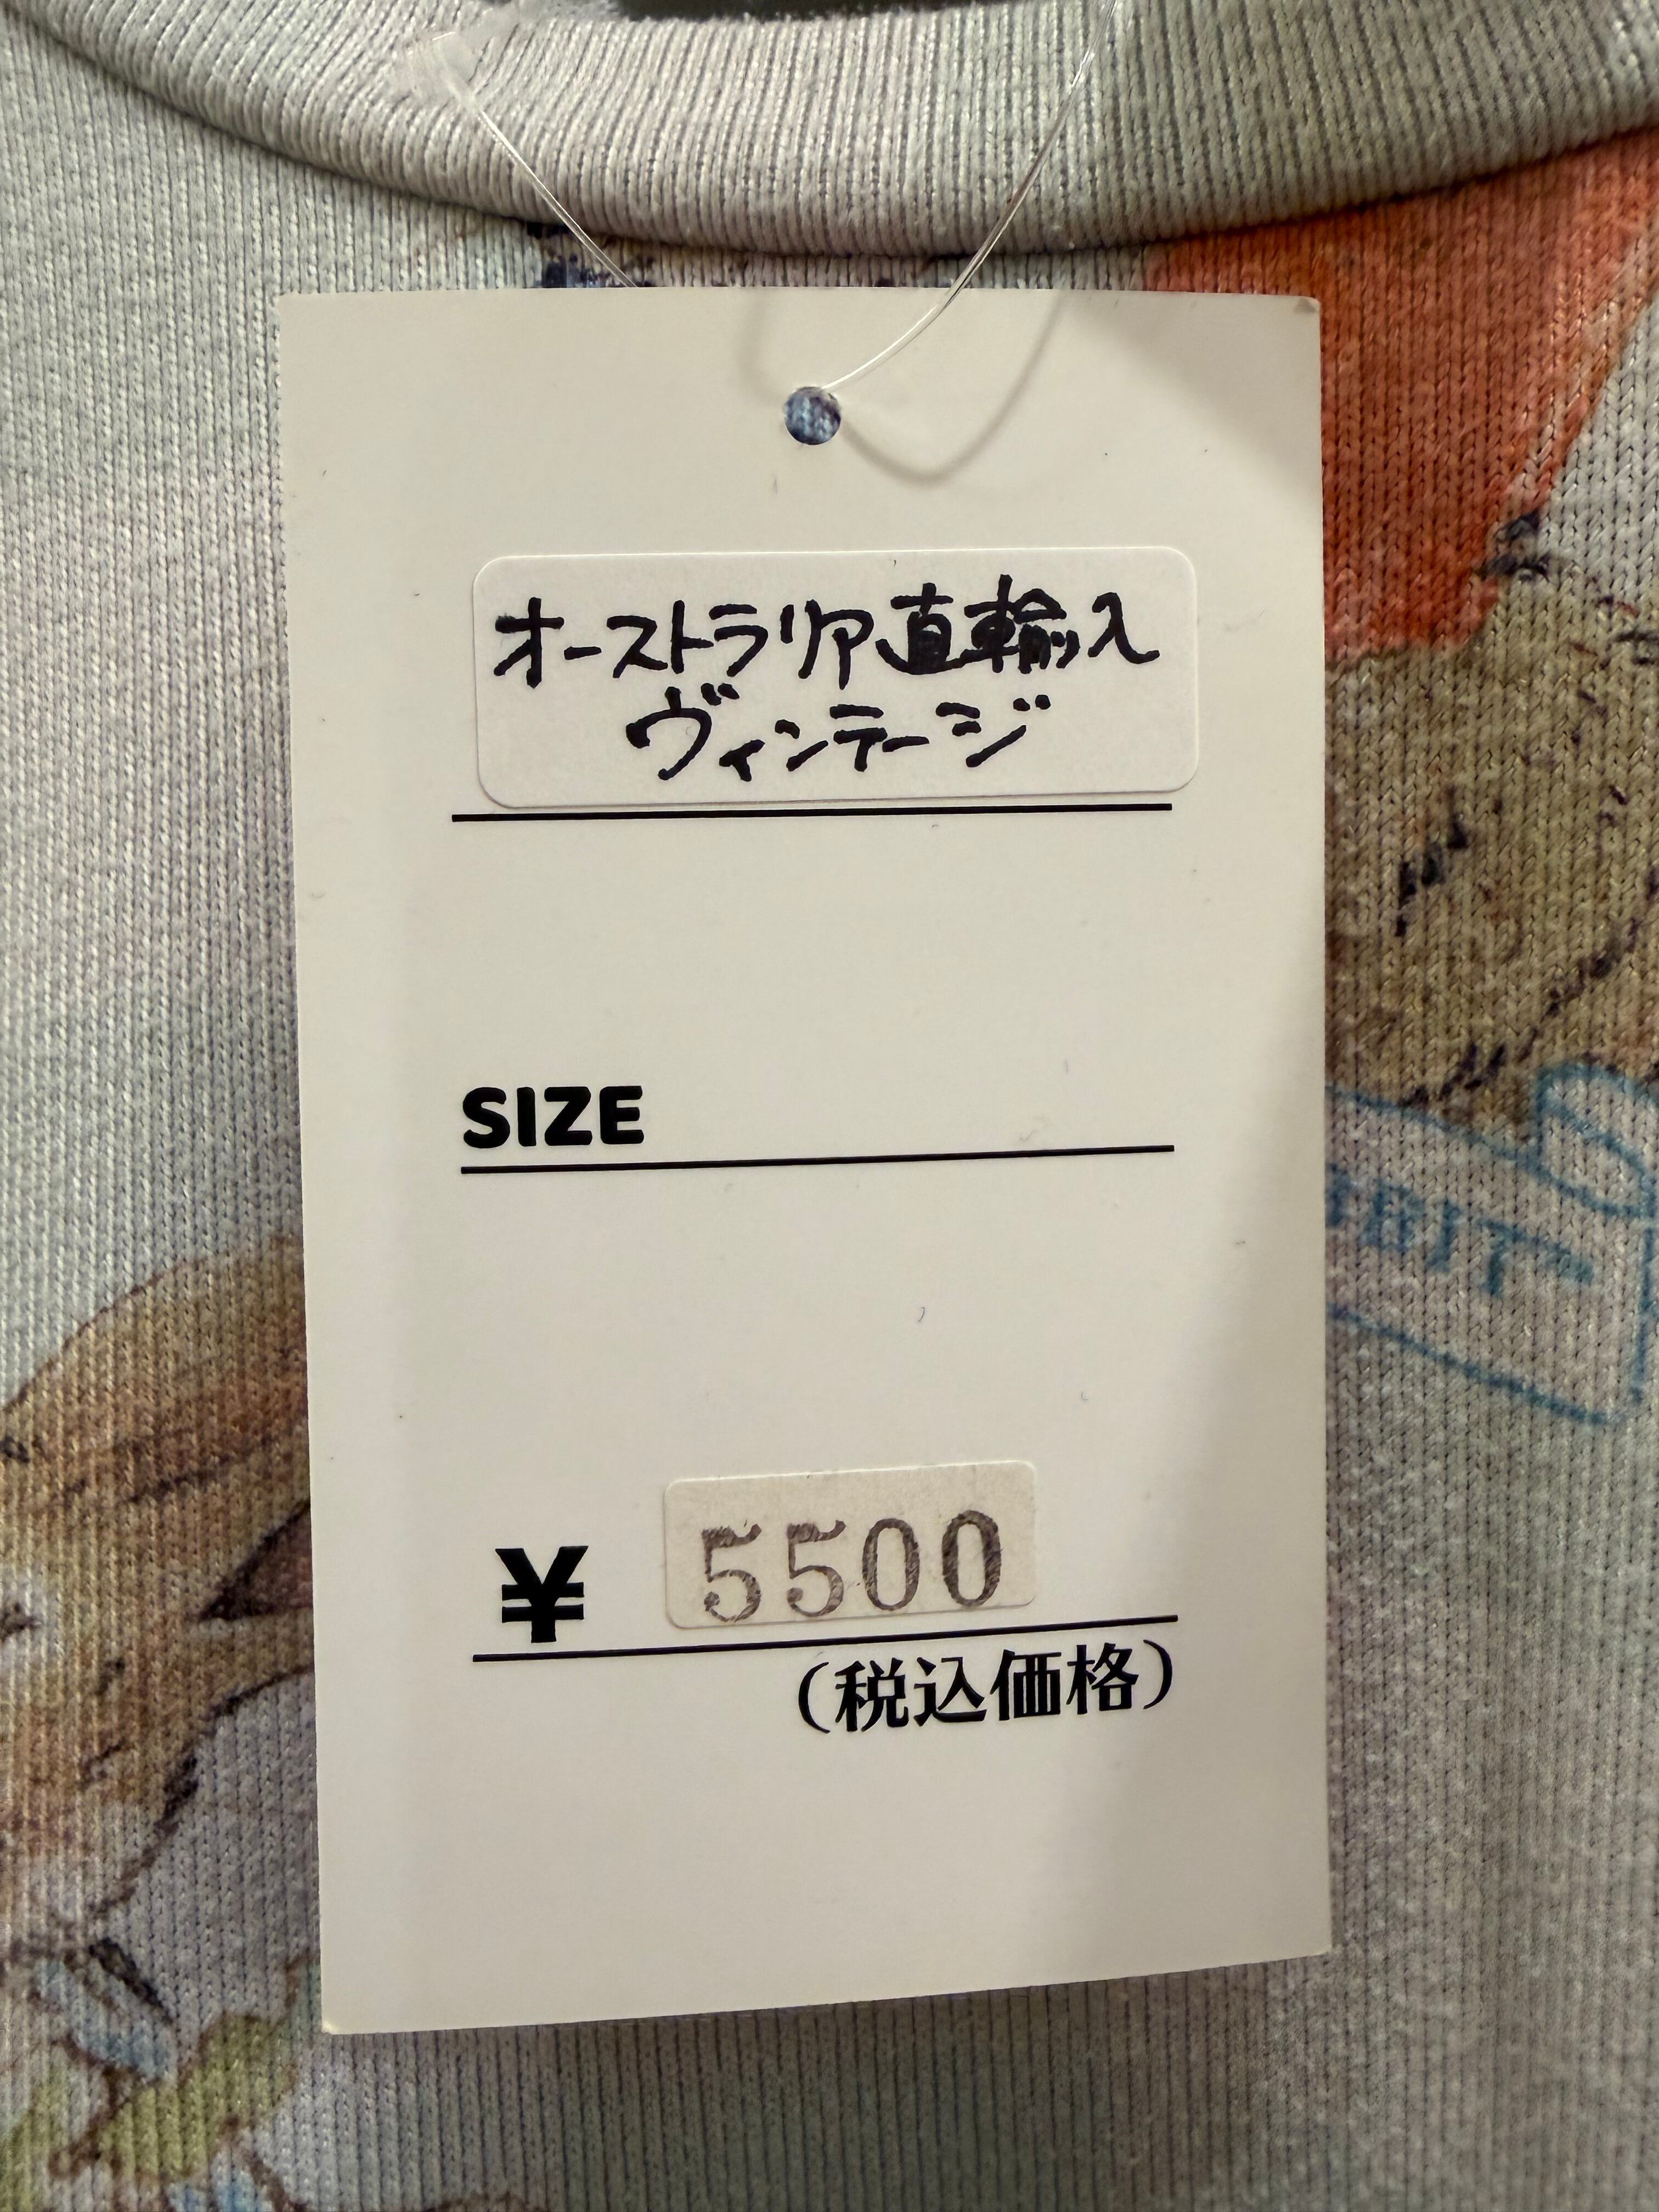 オーストラリア直輸入
ヴィンテージ
SIZE
¥ 5500
(税込価格)